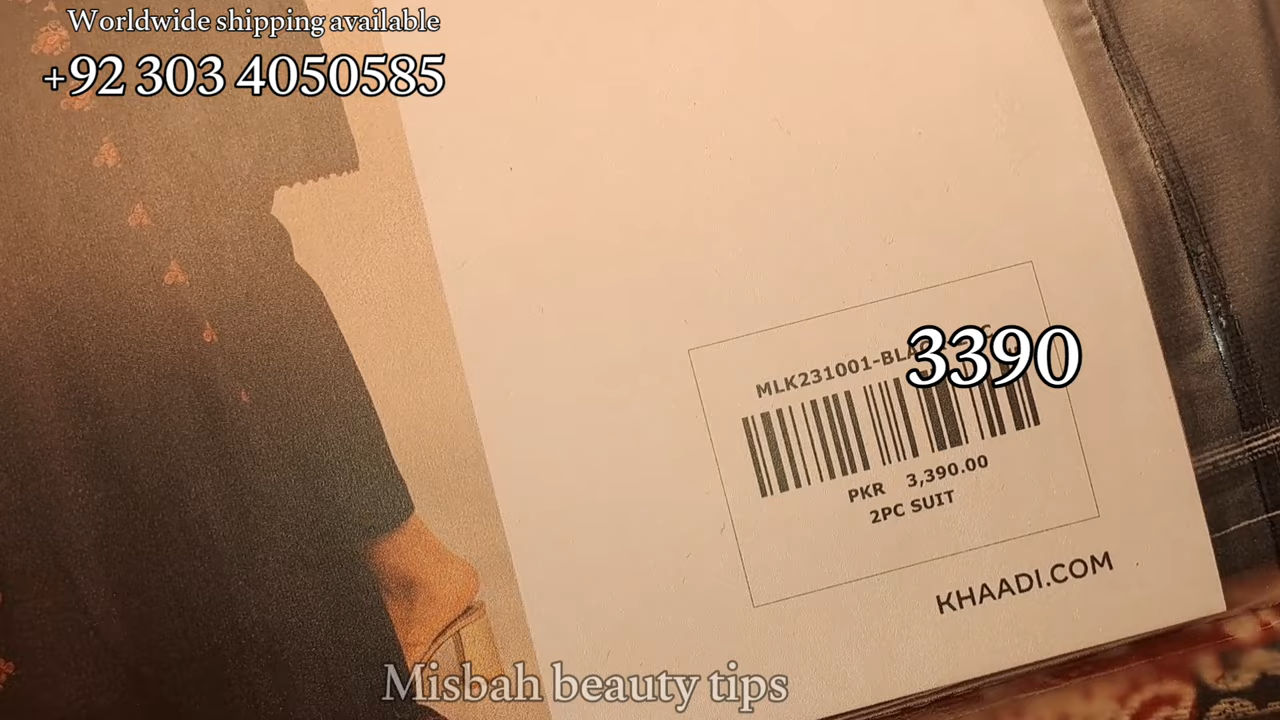 Worldwide shipping available
+92 303 4050585
3390
MLK231001-BLA
PKR 3,390.00
2PC SUIT
KHAADI.COM
Misbah beauty tips